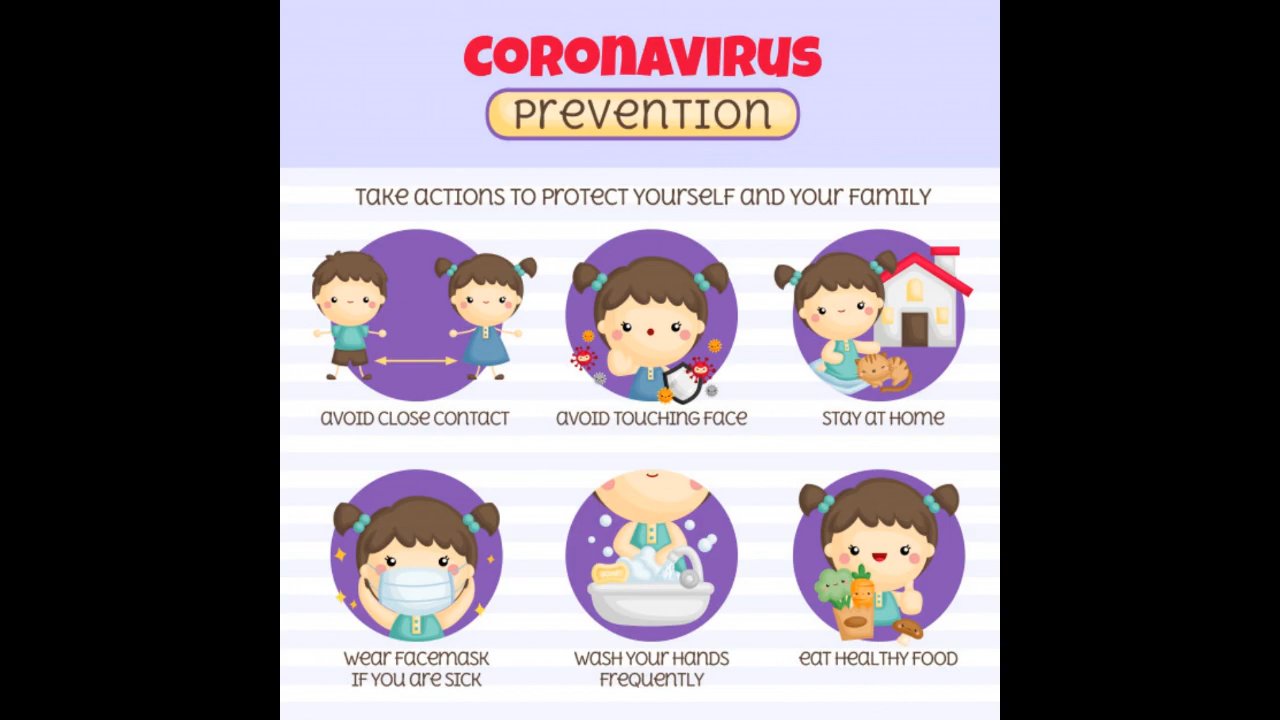 CORONAVIRUS
PREVENTION
TAKE ACTIONS TO PROTECT YOURSELF AND YOUR FAMILY
AVOID CLOSE CONTACT
AVOID TOUCHING FACE
STAY AT HOME
WEAR FACEMASK
IF YOU ARE SICK
WASH YOUR HANDS
FREQUENTLY
EAT HEALTHY FOOD